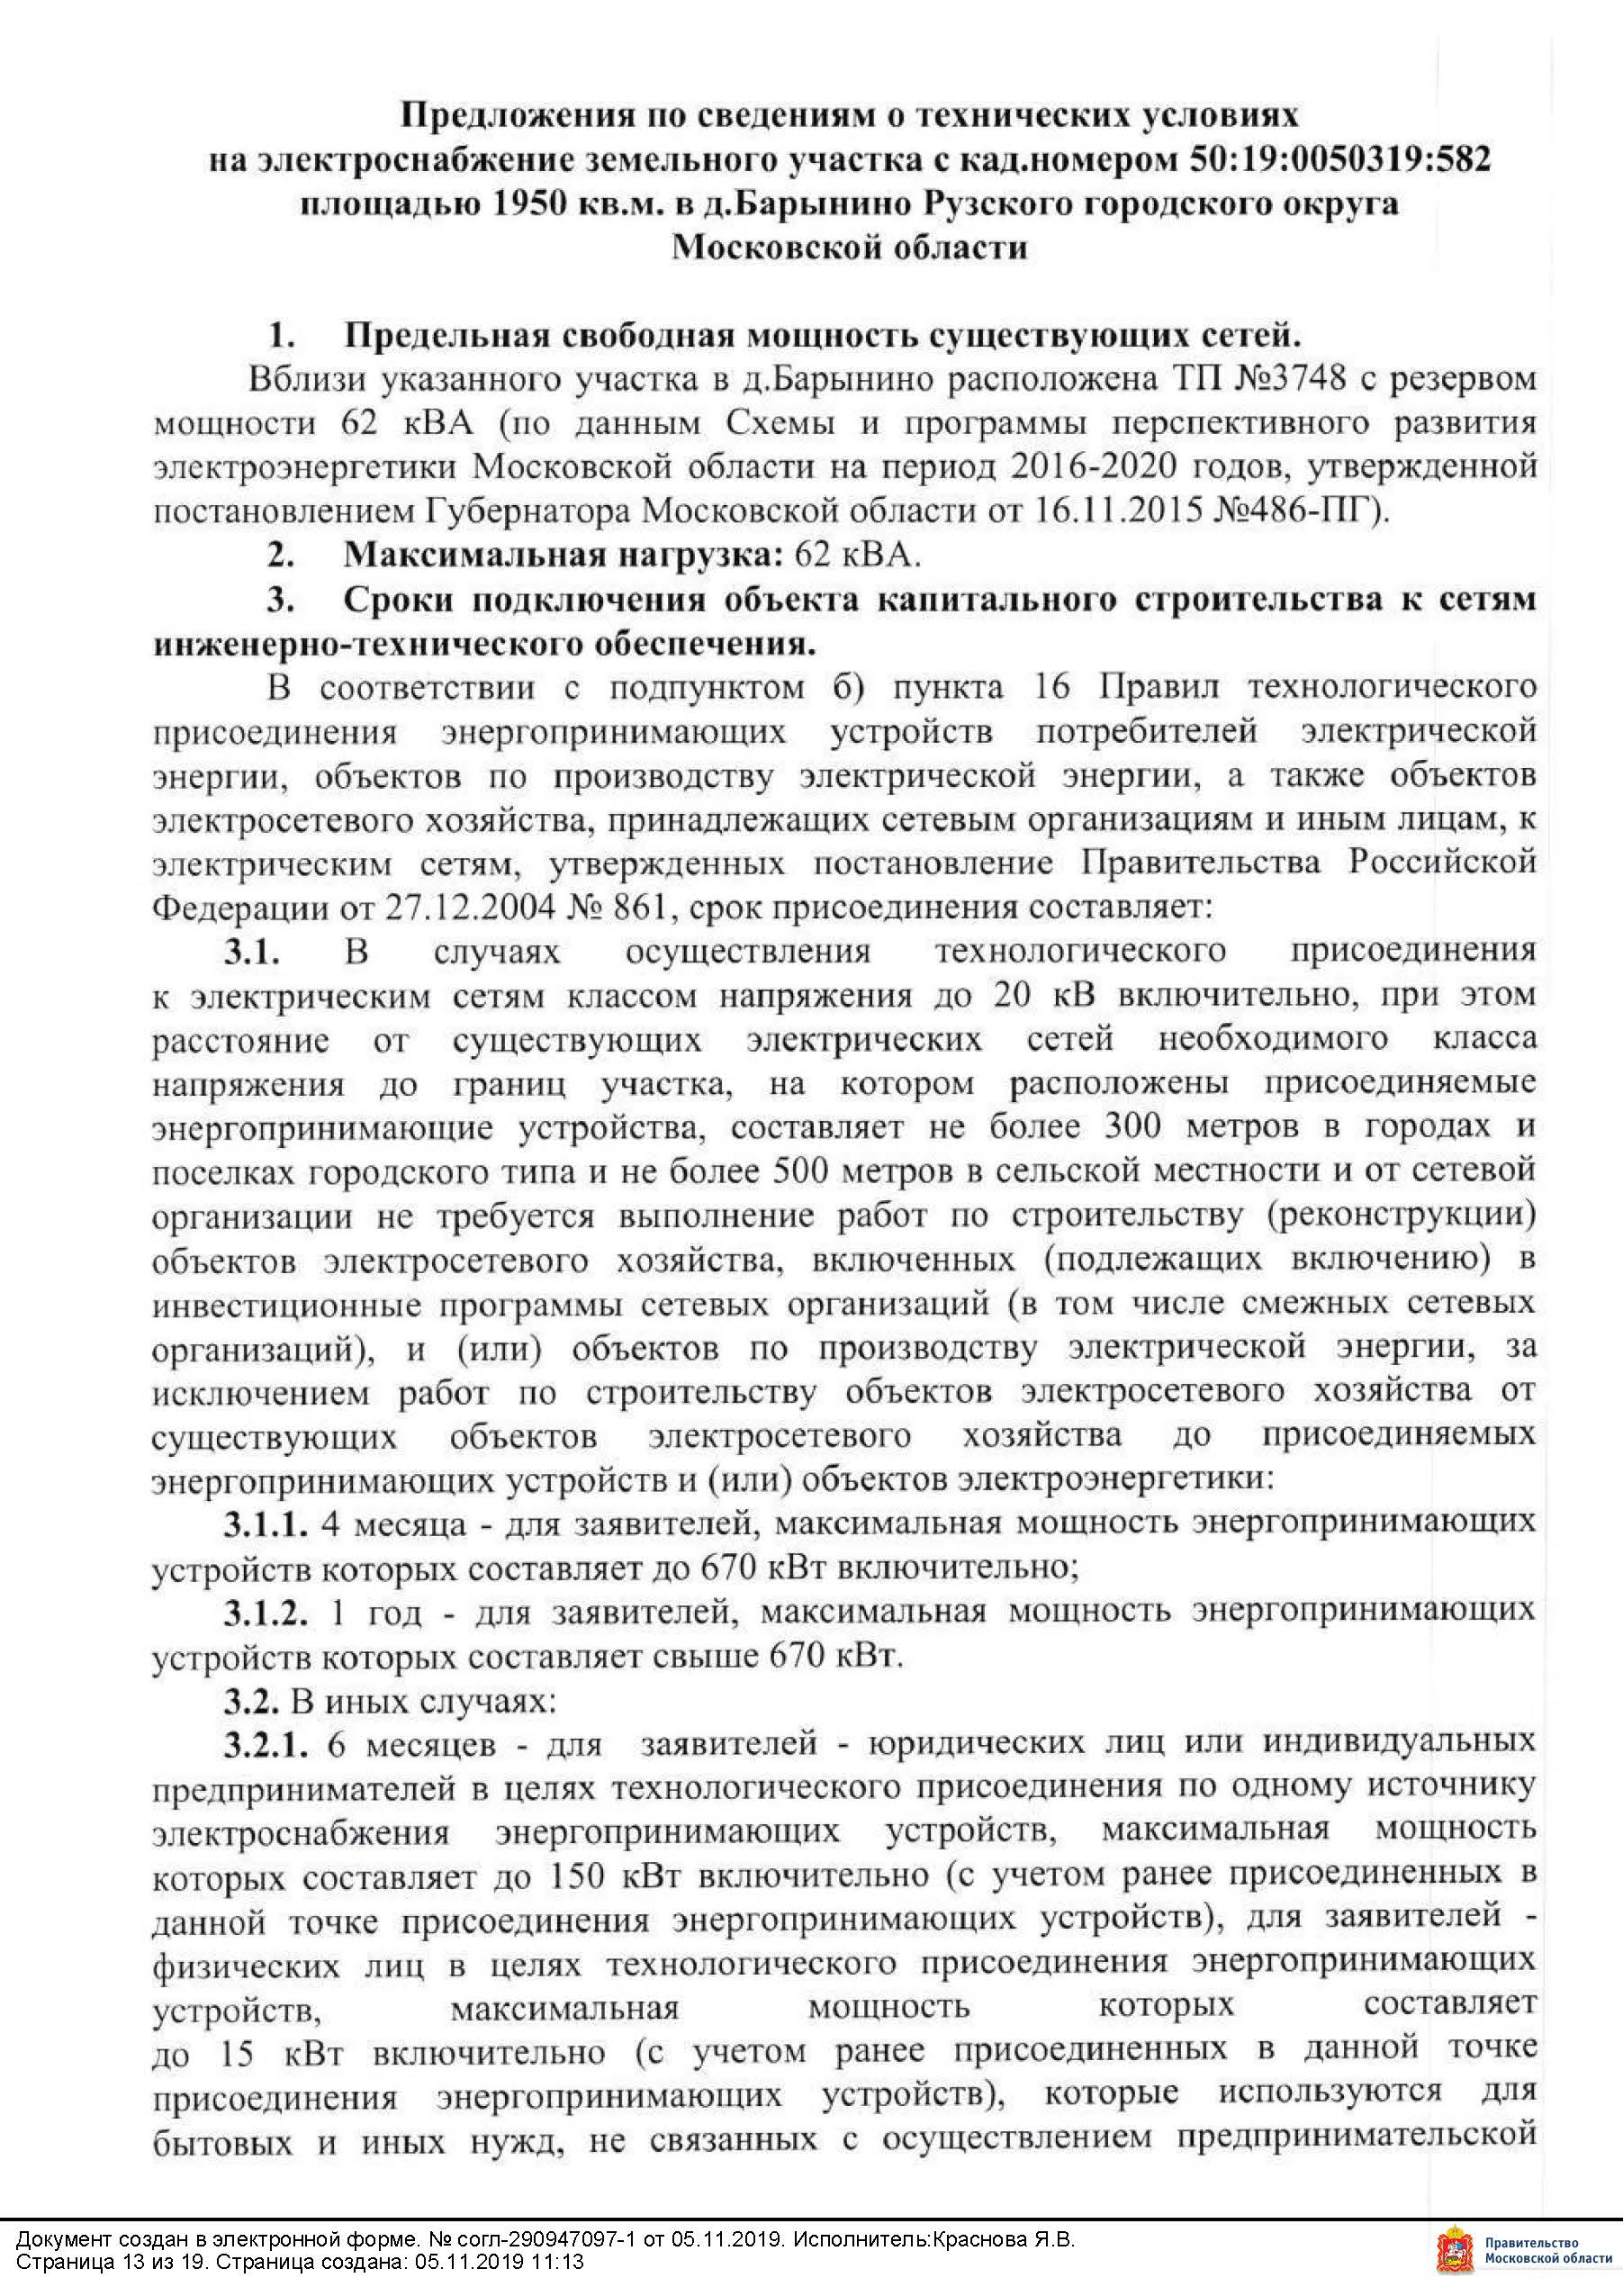 Предложения по сведениям о технических условиях
на электроснабжение земельного участка с кад.номером 50:19:0050319:582
площадью 1950 кв.м. в д.Барынино Рузского городского округа
Московской области
1. Предельная свободная мощность существующих сетей.
Вблизи указанного участка в д.Барынино расположена ТП №3748 с резервом
мощности 62 кВА (по данным Схемы и программы перспективного развития
электроэнергетики Московской области на период 2016-2020 годов, утвержденной
постановлением Губернатора Московской области от 16.11.2015 №486-ПГ).
2. Максимальная нагрузка: 62 кВА.
3. Сроки подключения объекта капитального строительства к сетям
инженерно-технического обеспечения.
В соответствии с подпунктом б) пункта 16 Правил технологического
присоединения энергопринимающих устройств потребителей электрической
энергии, объектов по производству электрической энергии, а также объектов
электросетевого хозяйства, принадлежащих сетевым организациям и иным лицам, к
электрическим сетям, утвержденных постановление Правительства Российской
Федерации от 27.12.2004 № 861, срок присоединения составляет:
3.1. В случаях осуществления технологического присоединения
к электрическим сетям классом напряжения до 20 кВ включительно, при этом
расстояние от существующих электрических сетей необходимого класса
напряжения до границ участка, на котором расположены присоединяемые
энергопринимающие устройства, составляет не более 300 метров в городах и
поселках городского типа и не более 500 метров в сельской местности и от сетевой
организации не требуется выполнение работ по строительству (реконструкции)
объектов электросетевого хозяйства, включенных (подлежащих включению) в
инвестиционные программы сетевых организаций (в том числе смежных сетевых
организаций), и (или) объектов по производству электрической энергии, за
исключением работ по строительству объектов электросетевого хозяйства от
существующих объектов электросетевого хозяйства до присоединяемых
энергопринимающих устройств и (или) объектов электроэнергетики:
3.1.1. 4 месяца - для заявителей, максимальная мощность энергопринимающих
устройств которых составляет до 670 кВт включительно;
3.1.2. 1 год - для заявителей, максимальная мощность энергопринимающих
устройств которых составляет свыше 670 кВт.
3.2. В иных случаях:
3.2.1. 6 месяцев - для заявителей - юридических лиц или индивидуальных
предпринимателей в целях технологического присоединения по одному источнику
электроснабжения энергопринимающих устройств, максимальная мощность
которых составляет до 150 кВт включительно (с учетом ранее присоединенных в
данной точке присоединения энергопринимающих устройств), для заявителей -
физических лиц в целях технологического присоединения энергопринимающих
устройств, максимальная мощность которых составляет
до 15 кВт включительно (с учетом ранее присоединенных в данной точке
присоединения энергопринимающих устройств), которые используются для
бытовых и иных нужд, не связанных с осуществлением предпринимательской
Документ создан в электронной форме. № согл-290947097-1 от 05.11.2019. Исполнитель:Краснова Я.В.
Страница 13 из 19. Страница создана: 05.11.2019 11:13
Правительство
Московской области